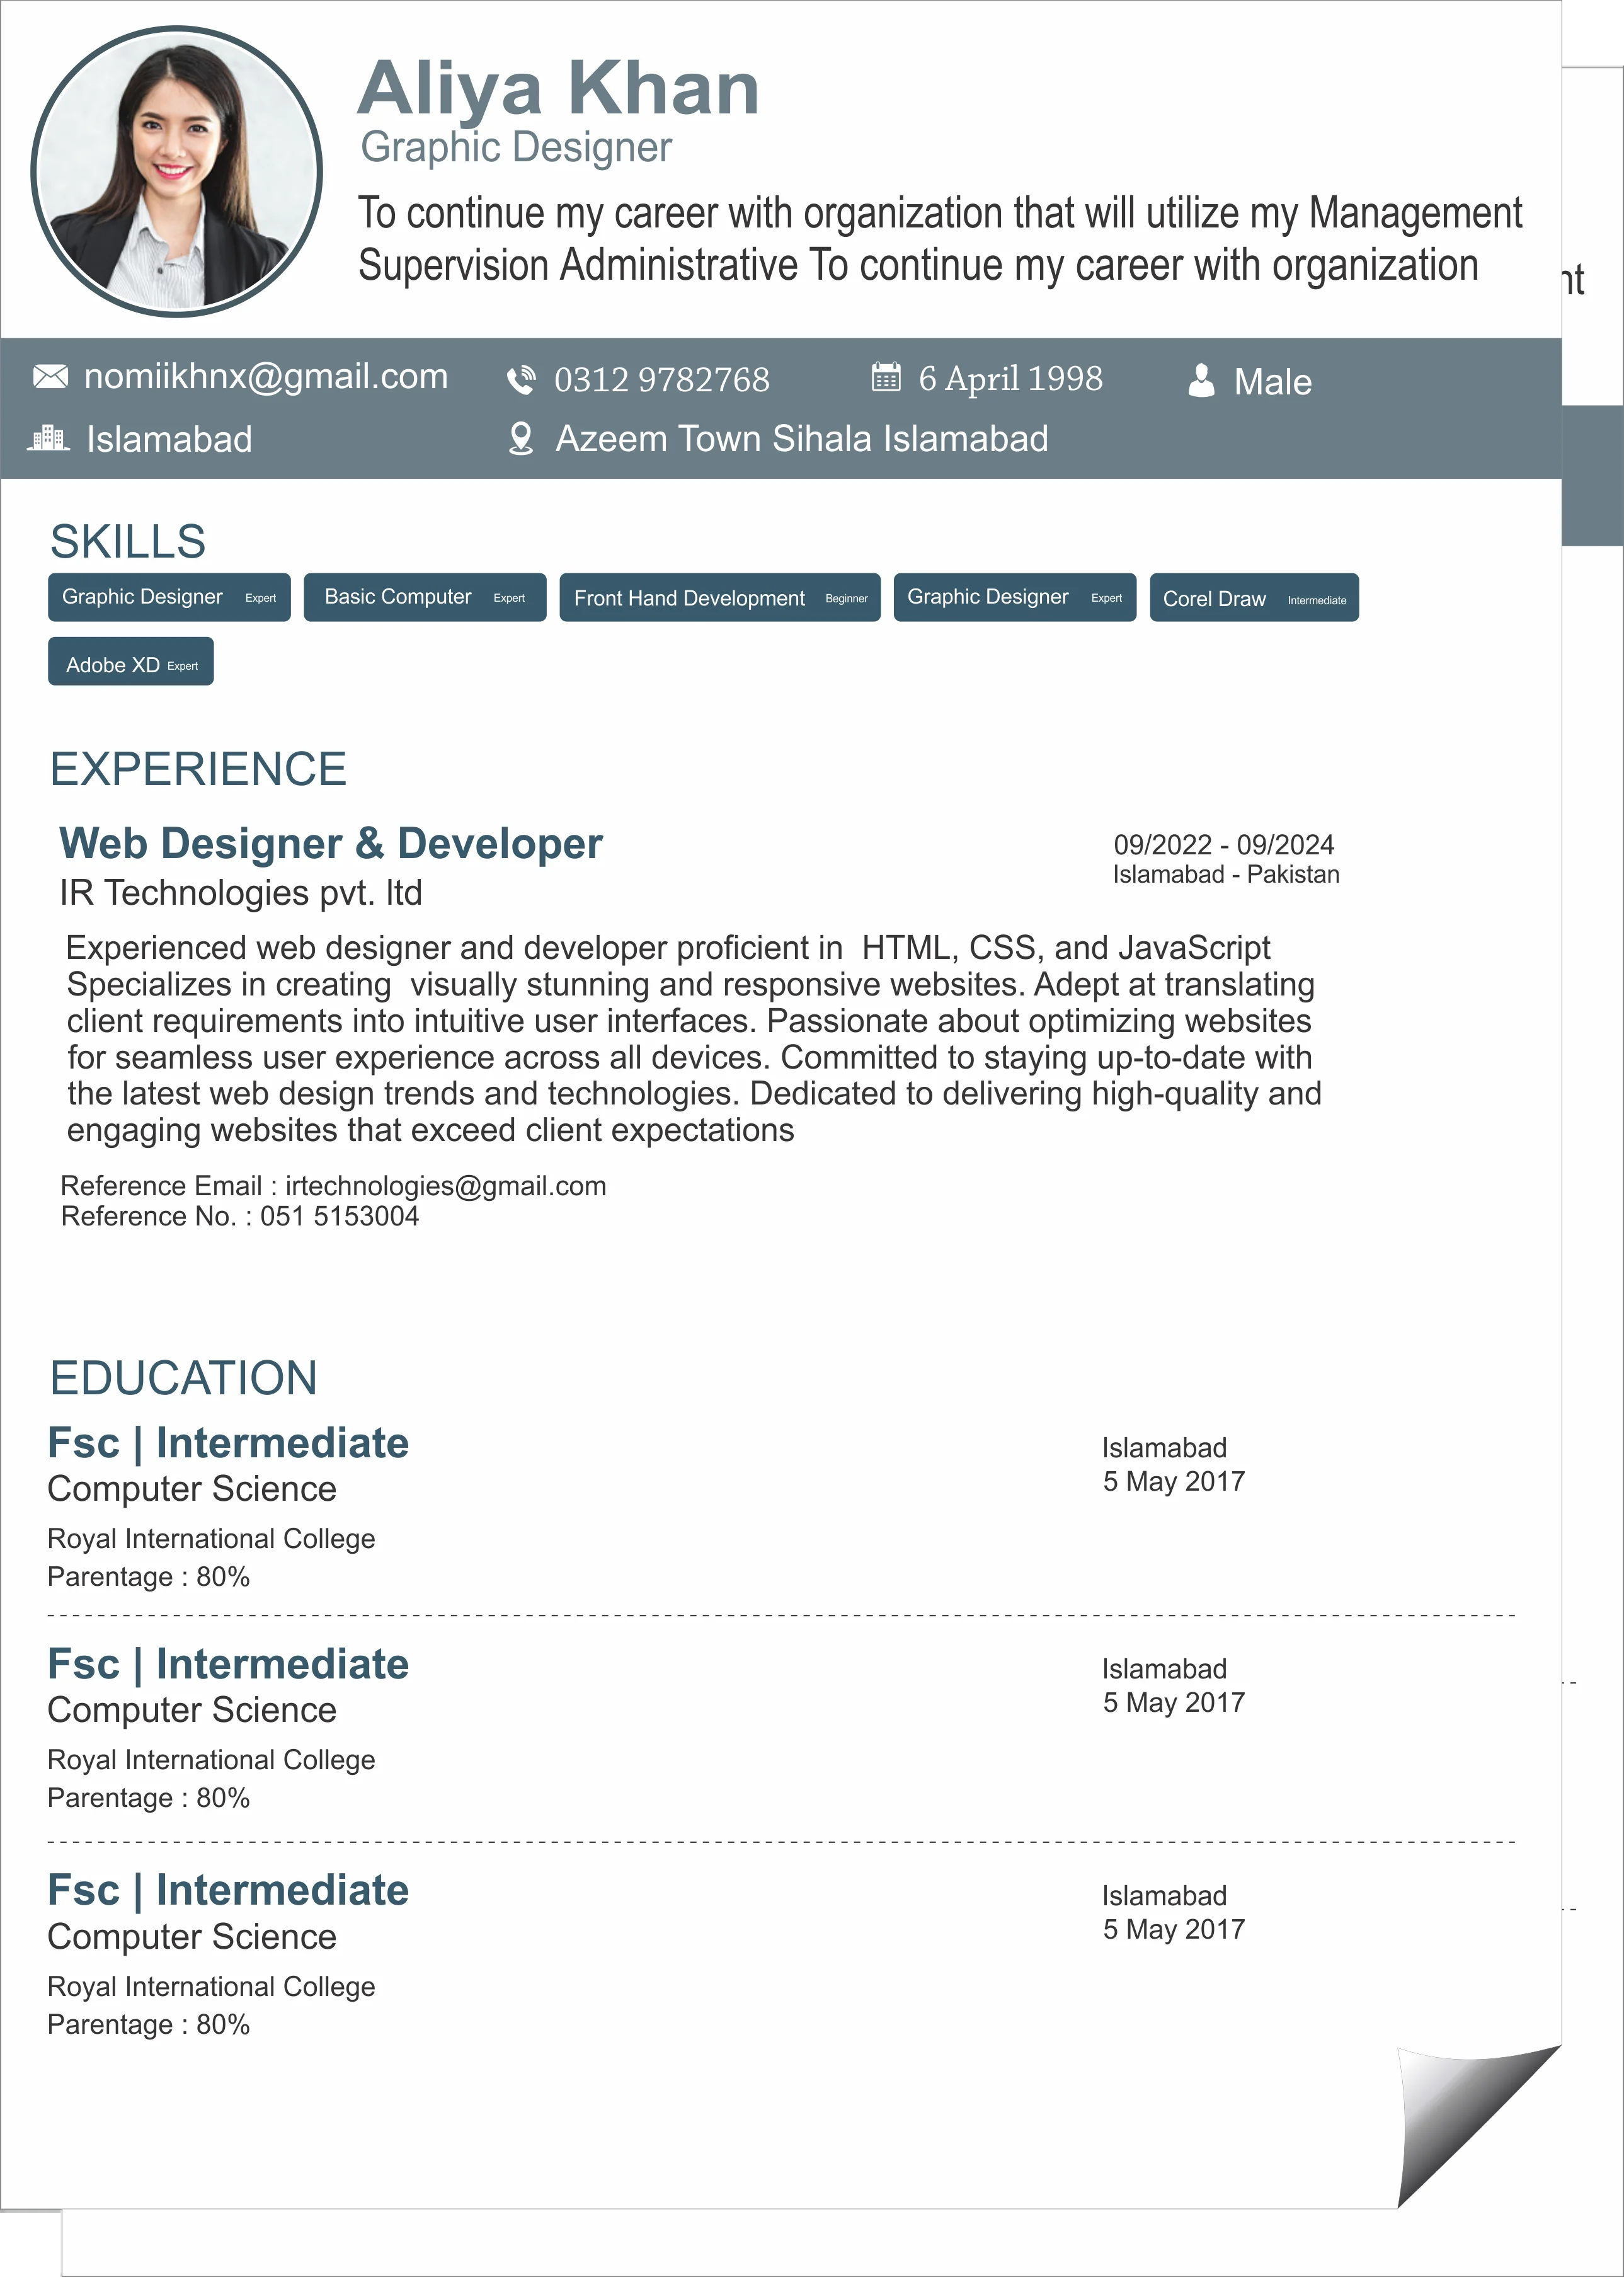 Aliya Khan
Graphic Designer
To continue my career with organization that will utilize my Management
Supervision Administrative To continue my career with organization
nt
nomiikhnx@gmail.com
0312 9782768
6 April 1998
Male
Islamabad
Azeem Town Sihala Islamabad
SKILLS
Graphic Designer Expert
Basic Computer Expert
Front Hand Development Beginner
Graphic Designer Expert
Corel Draw Intermediate
Adobe XD Expert
EXPERIENCE
Web Designer & Developer
09/2022 - 09/2024
IR Technologies pvt. ltd
Islamabad - Pakistan
Experienced web designer and developer proficient in  HTML, CSS, and JavaScript
Specializes in creating  visually stunning and responsive websites. Adept at translating
client requirements into intuitive user interfaces. Passionate about optimizing websites
for seamless user experience across all devices. Committed to staying up-to-date with
the latest web design trends and technologies. Dedicated to delivering high-quality and
engaging websites that exceed client expectations
Reference Email : irtechnologies@gmail.com
Reference No. : 051 5153004
EDUCATION
Fsc | Intermediate
Islamabad
Computer Science
5 May 2017
Royal International College
Parentage : 80%
Fsc | Intermediate
Islamabad
Computer Science
5 May 2017
Royal International College
Parentage : 80%
Fsc | Intermediate
Islamabad
Computer Science
5 May 2017
Royal International College
Parentage : 80%